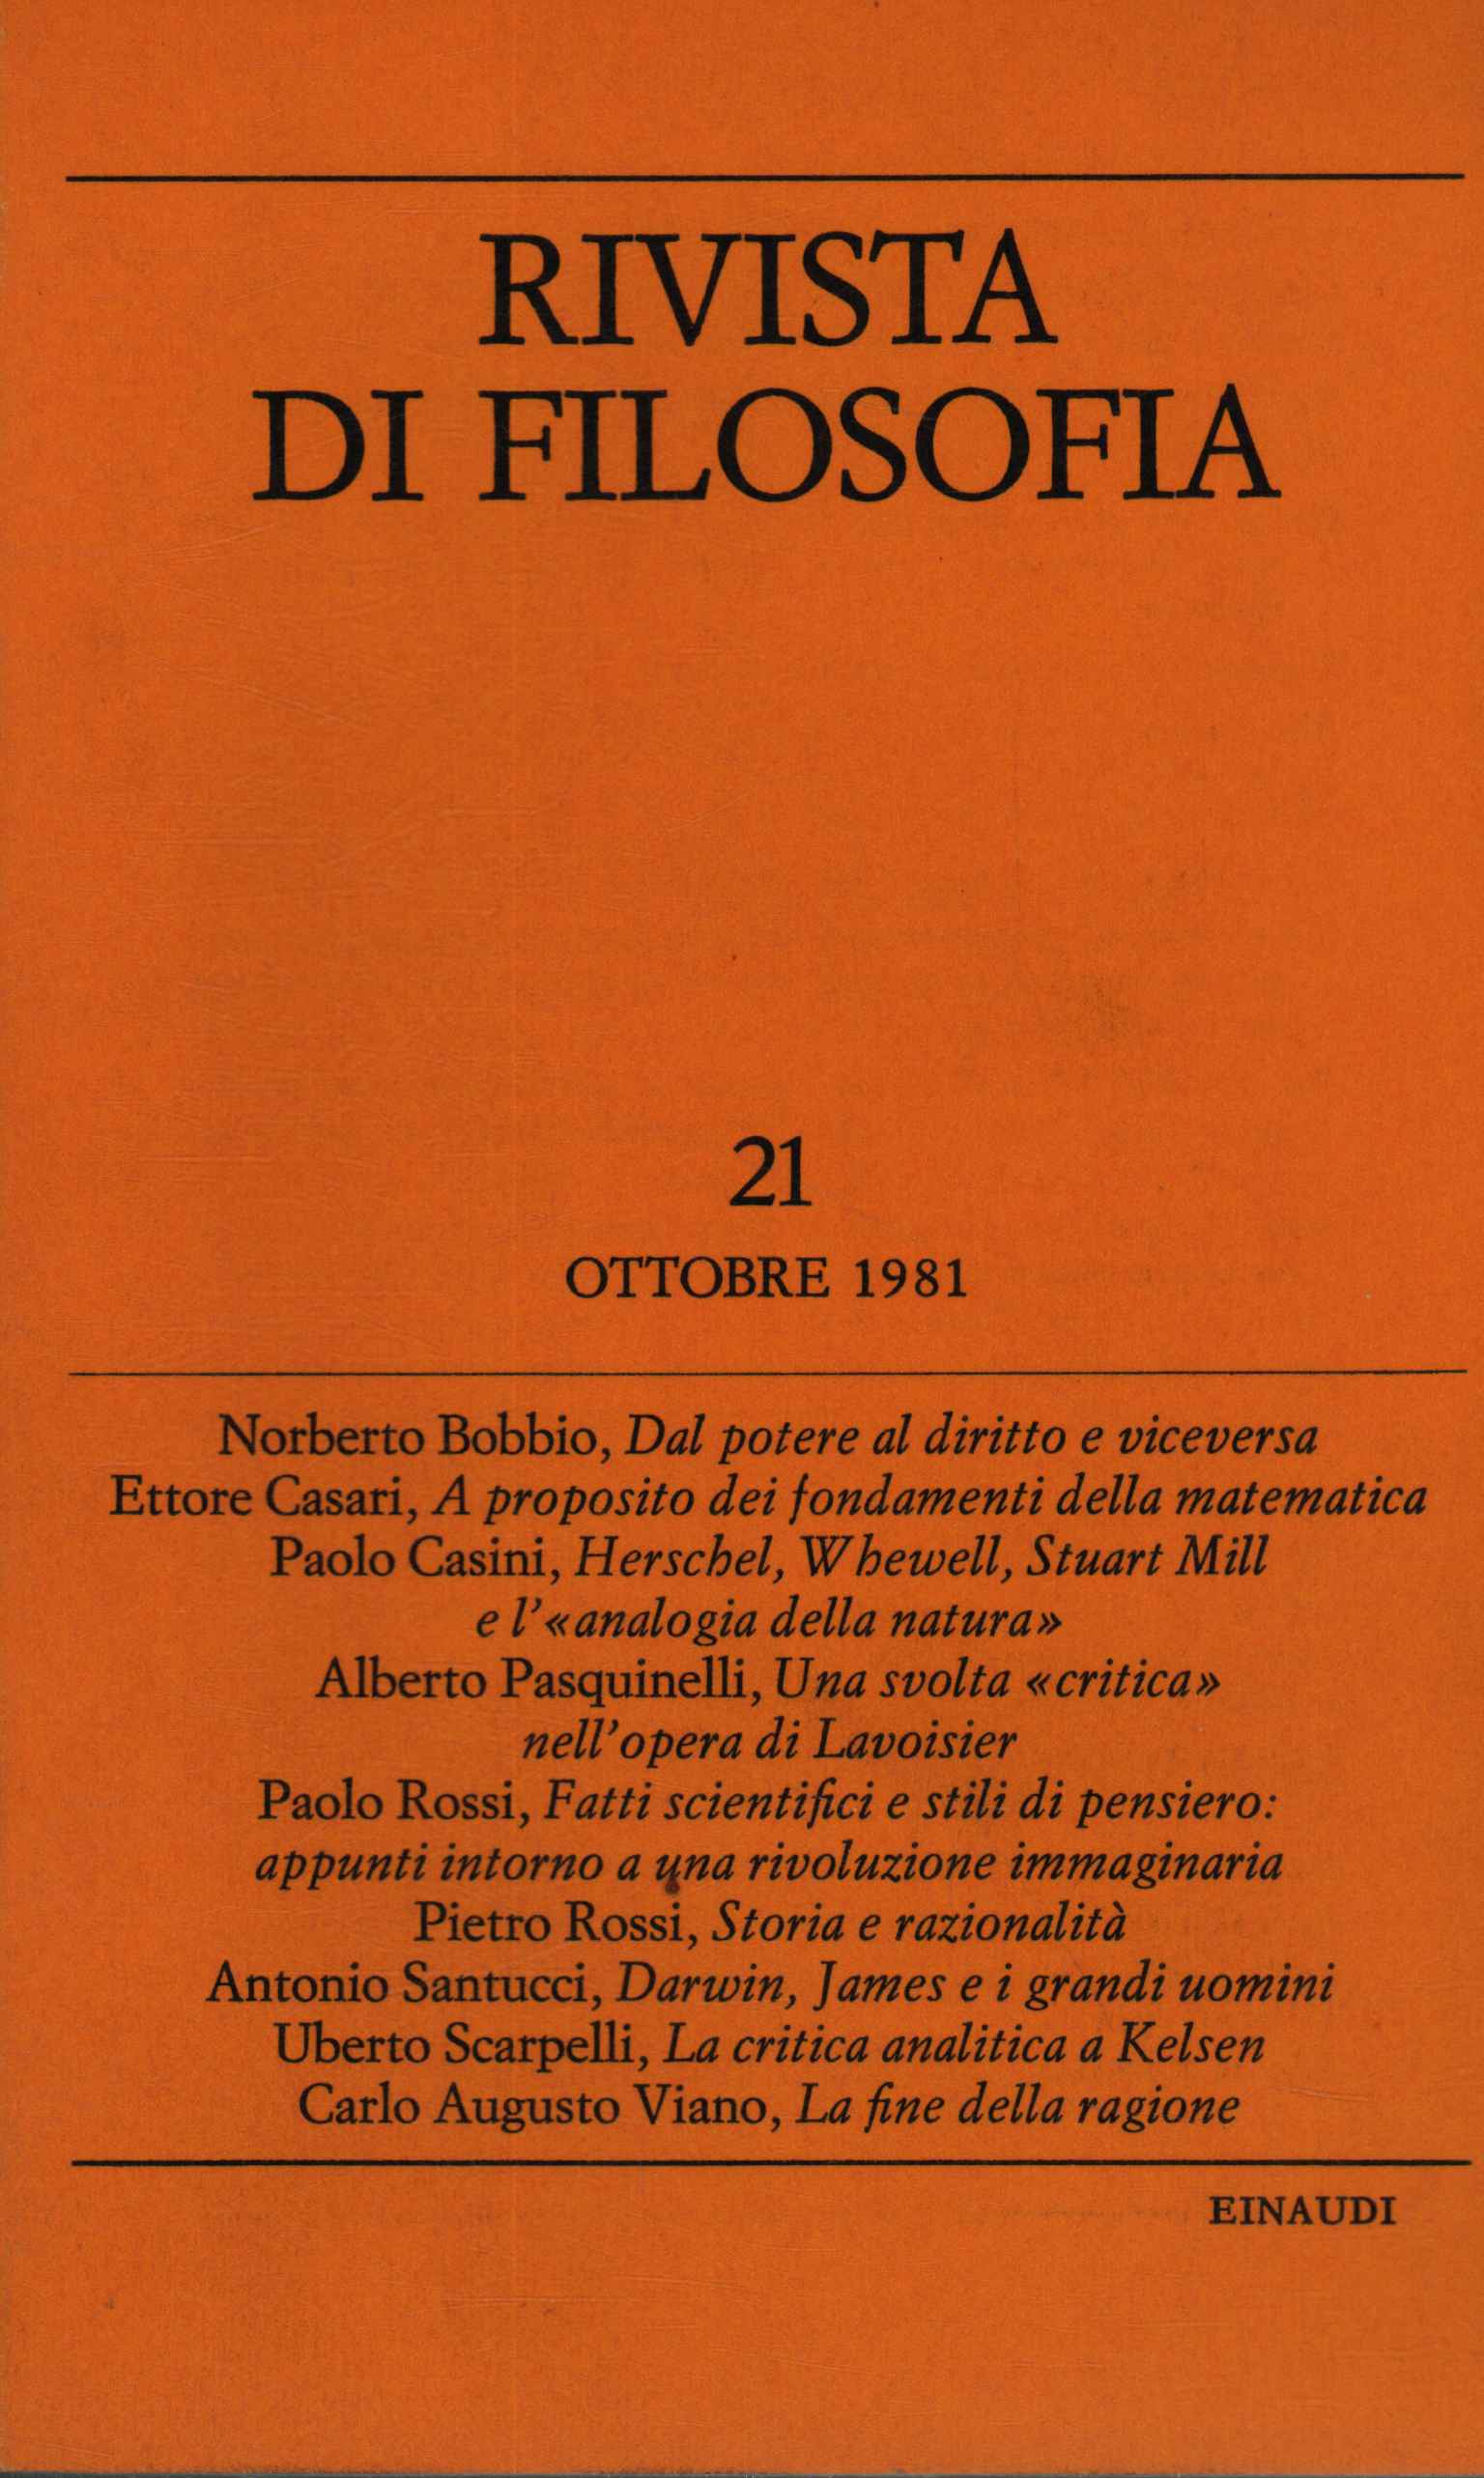 RIVISTA
DI FILOSOFIA
21
OTTOBRE 1981
Norberto Bobbio, Dal potere al diritto e viceversa
Ettore Casari, A proposito dei fondamenti della matematica
Paolo Casini, Herschel, Whewell, Stuart Mill
e l'«analogia della natura»
Alberto Pasquinelli, Una svolta «critica»
nell'opera di Lavoisier
Paolo Rossi, Fatti scientifici e stili di pensiero:
appunti intorno a una rivoluzione immaginaria
Pietro Rossi, Storia e razionalità
Antonio Santucci, Darwin, James e i grandi uomini
Uberto Scarpelli, La critica analitica a Kelsen
Carlo Augusto Viano, La fine della ragione
EINAUDI